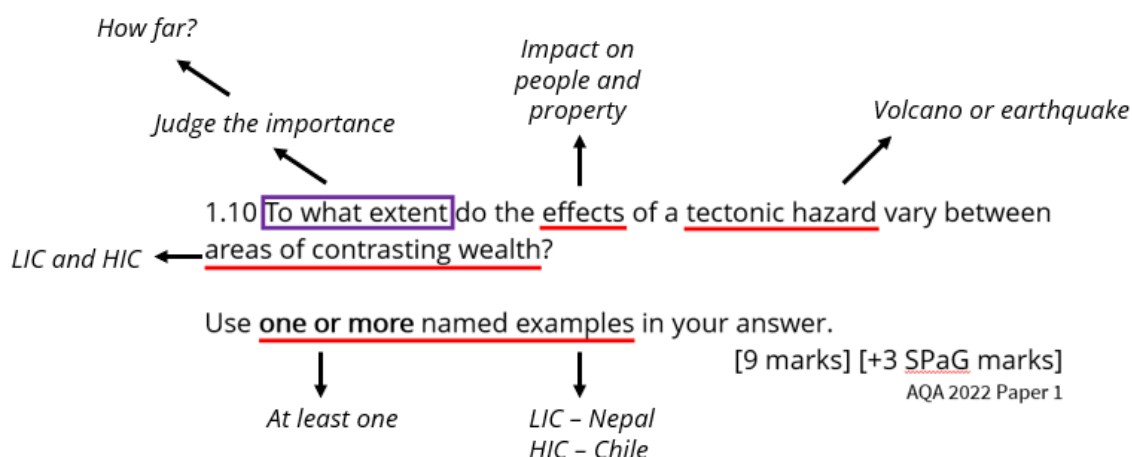 How far?
Impact on
people and
property
Judge the importance
Volcano or earthquake
1.10 To what extent do the effects of a tectonic hazard vary between
areas of contrasting wealth?
LIC and HIC
Use one or more named examples in your answer.
[9 marks] [+3 SPaG marks]
AQA 2022 Paper 1
At least one
LIC – Nepal
HIC – Chile